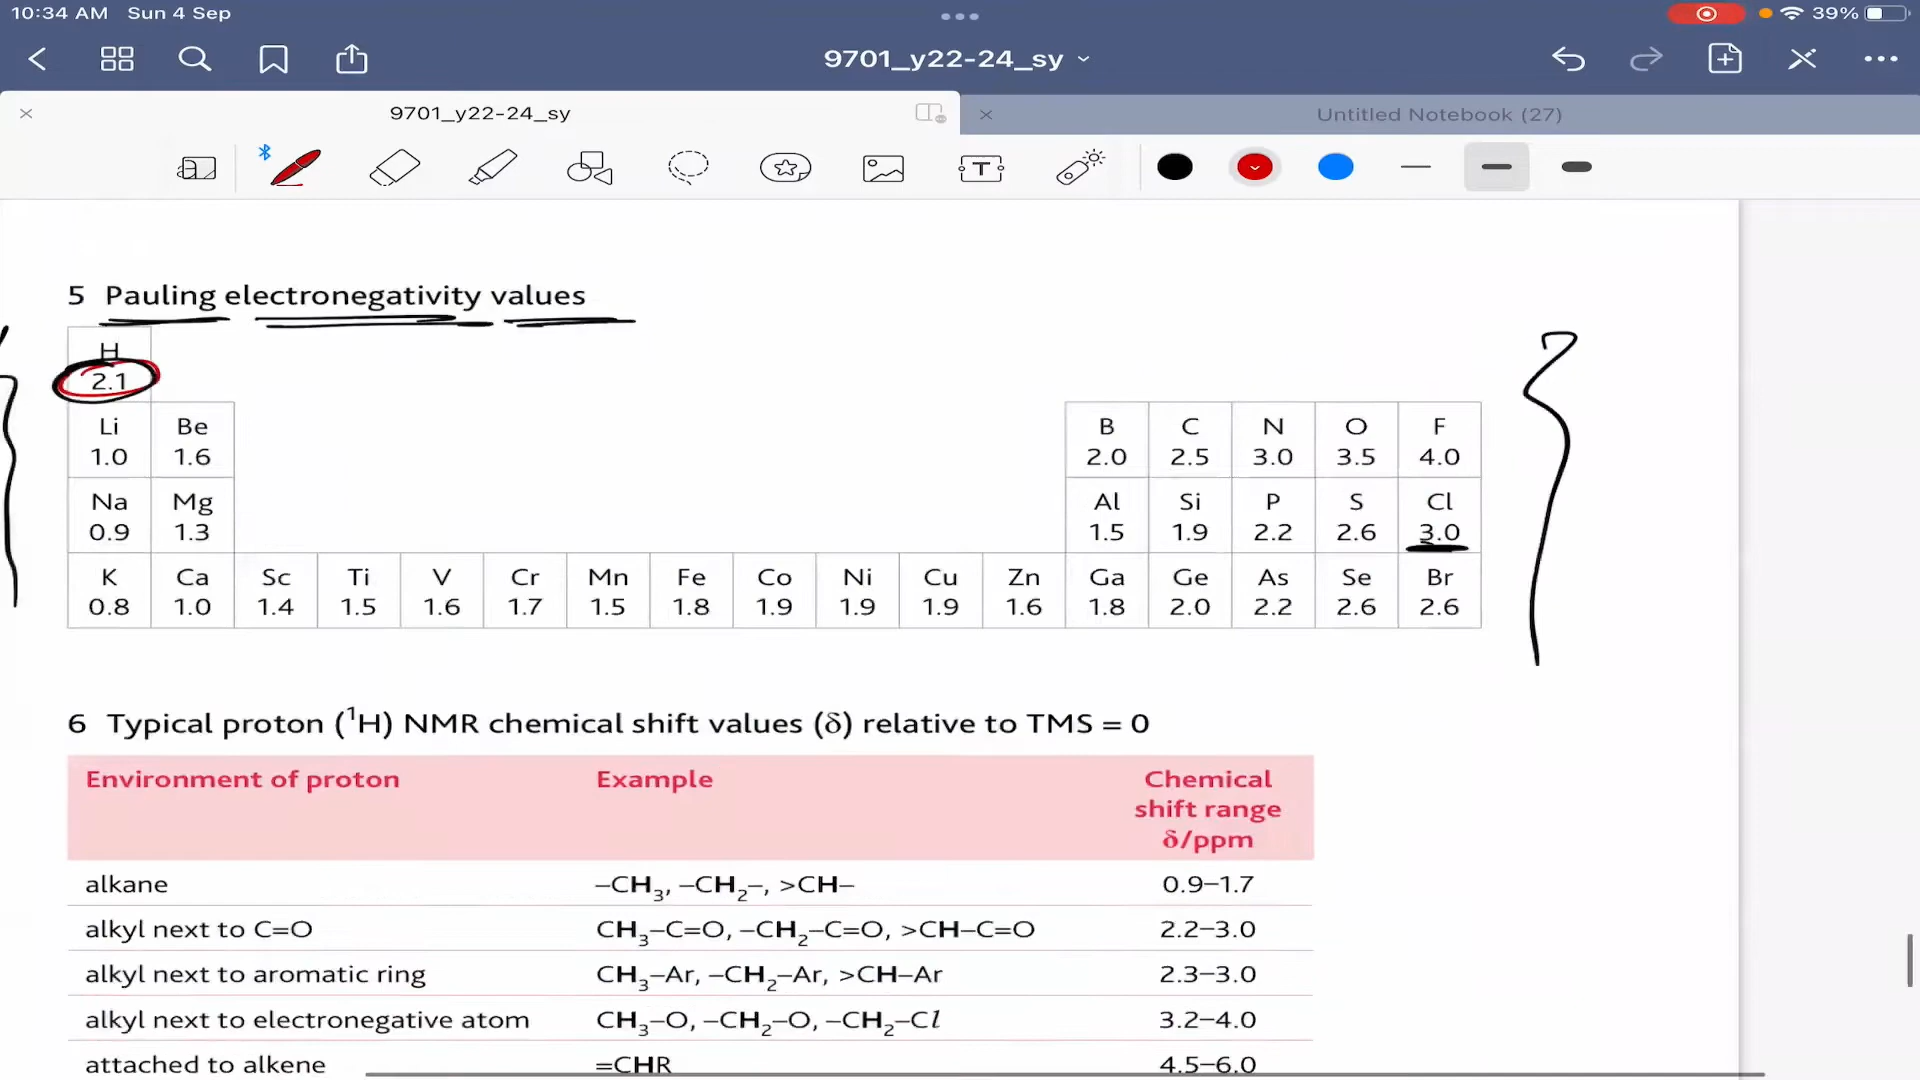 10:34 AM Sun 4 Sep
39%
9701_y22-24_sy
9701_y22-24_sy
Untitled Notebook (27)
5 Pauling electronegativity values
H
2.1
Li Be B C N O F
1.0 1.6 2.0 2.5 3.0 3.5 4.0
Na Mg Al Si P S Cl
0.9 1.3 1.5 1.9 2.2 2.6 3.0
K Ca Sc Ti V Cr Mn Fe Co Ni Cu Zn Ga Ge As Se Br
0.8 1.0 1.4 1.5 1.6 1.7 1.5 1.8 1.9 1.9 1.9 1.6 1.8 2.0 2.2 2.6 2.6
6 Typical proton (¹H) NMR chemical shift values (δ) relative to TMS = 0
Environment of proton Example Chemical
shift range
δ/ppm
alkane –CH₃, –CH₂–, >CH– 0.9–1.7
alkyl next to C=O CH₃–C=O, –CH₂–C=O, >CH–C=O 2.2–3.0
alkyl next to aromatic ring CH₃–Ar, –CH₂–Ar, >CH–Ar 2.3–3.0
alkyl next to electronegative atom CH₃–O, –CH₂–O, –CH₂–Cl 3.2–4.0
attached to alkene =CHR 4.5–6.0